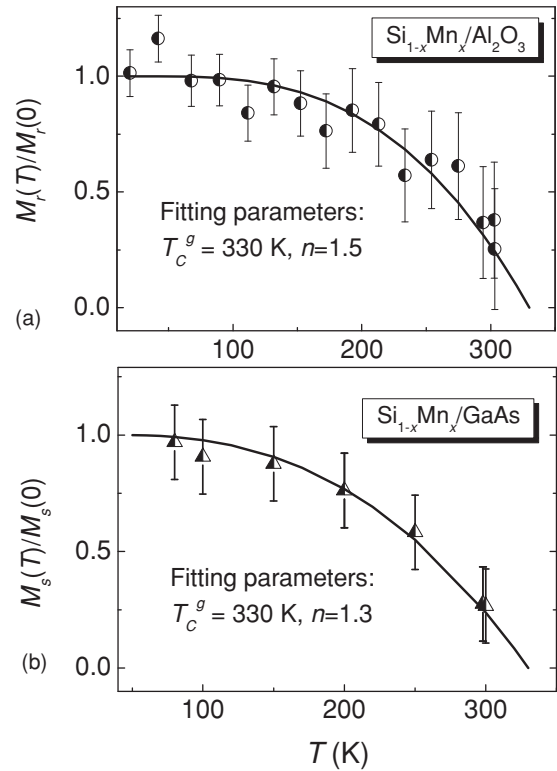 (a)
Si₁₋ₓMnₓ/Al₂O₃
Mᵣ(T)/Mᵣ(0)
1.0
0.5
0.0
Fitting parameters:
T_C^g = 330 K, n=1.5
100 200 300
(b)
Si₁₋ₓMnₓ/GaAs
Mₛ(T)/Mₛ(0)
1.0
0.5
0.0
Fitting parameters:
T_C^g = 330 K, n=1.3
100 200 300
T (K)